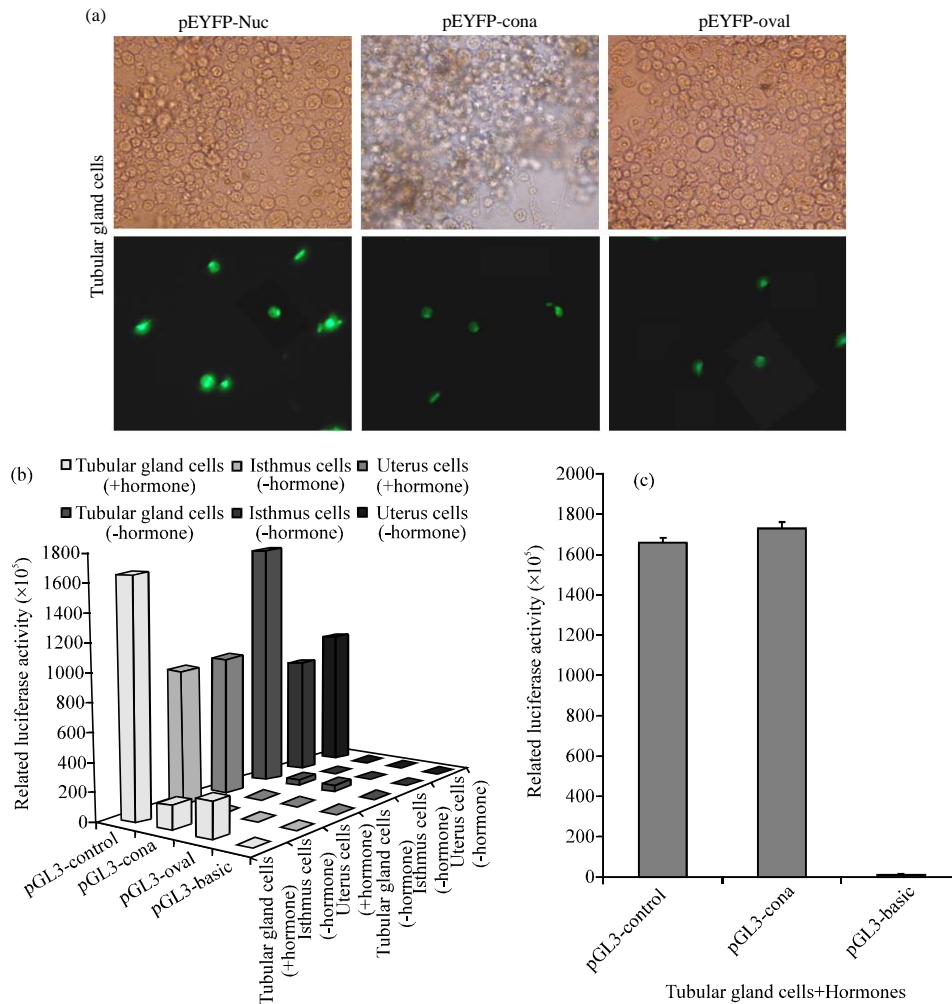 (a)
pEYFP-Nuc
pEYFP-cona
pEYFP-oval
Tubular gland cells
(b)
Tubular gland cells
(+hormone)
Isthmus cells
(-hormone)
Uterus cells
(+hormone)
Tubular gland cells
(-hormone)
Isthmus cells
(-hormone)
Uterus cells
(-hormone)
Related luciferase activity (×10⁵)
1800
1600
1400
1200
1000
800
600
400
200
0
pGL3-control
pGL3-cona
pGL3-oval
pGL3-basic
Tubular gland cells
(+hormone)
Isthmus cells
(-hormone)
Uterus cells
(+hormone)
Tubular gland cells
(-hormone)
Isthmus cells
(-hormone)
Uterus cells
(-hormone)
(c)
Related luciferase activity (×10⁵)
2000
1800
1600
1400
1200
1000
800
600
400
200
0
pGL3-control
pGL3-cona
pGL3-basic
Tubular gland cells+Hormones